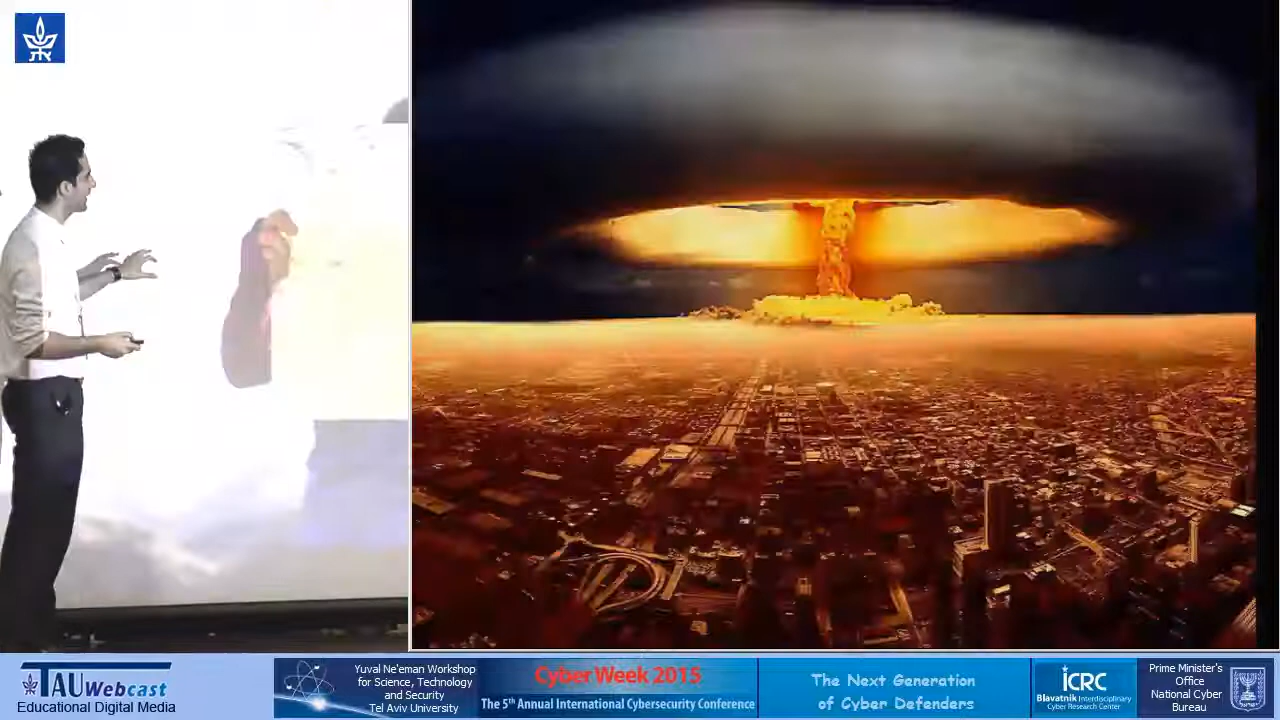 TAU Webcast
Educational Digital Media
Yuval Ne'eman Workshop
for Science, Technology
and Security
Tel Aviv University
Cyber Week 2015
The 5th Annual International Cybersecurity Conference
The Next Generation
of Cyber Defenders
ICRC
Blavatnik Interdisciplinary
Cyber Research Center
Prime Minister's
Office
National Cyber
Bureau